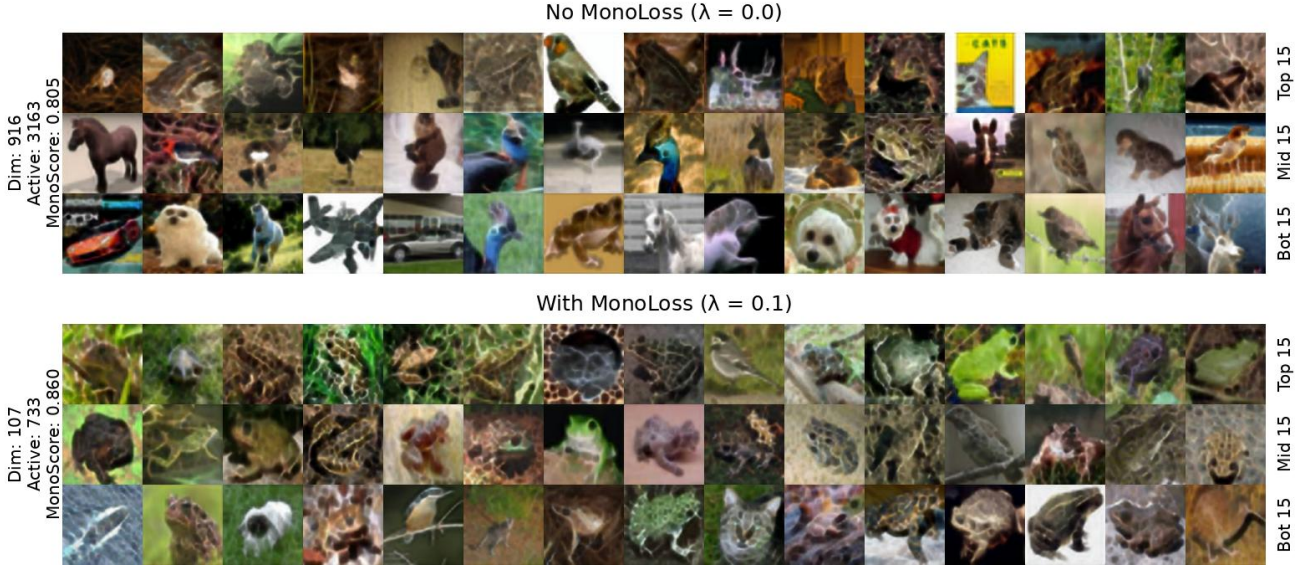 No MonoLoss (λ = 0.0)
Dim: 916
Active: 3163
MonoScore: 0.805
Top 15
Mid 15
Bot 15
CATS
With MonoLoss (λ = 0.1)
Dim: 107
Active: 733
MonoScore: 0.860
Top 15
Mid 15
Bot 15